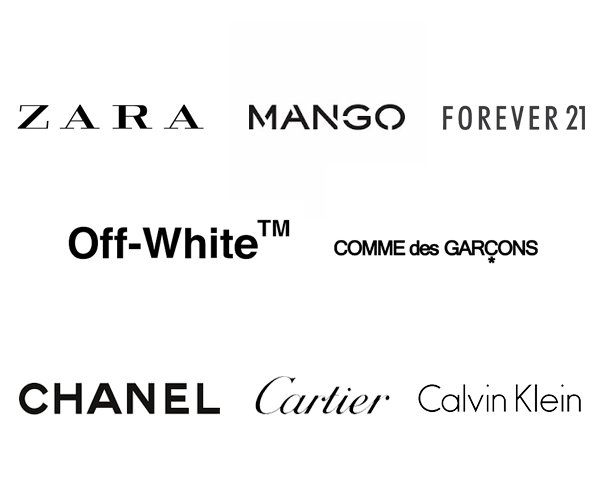 ZARA MANGO FOREVER 21
Off-White™ COMME des GARÇONS
CHANEL Cartier Calvin Klein